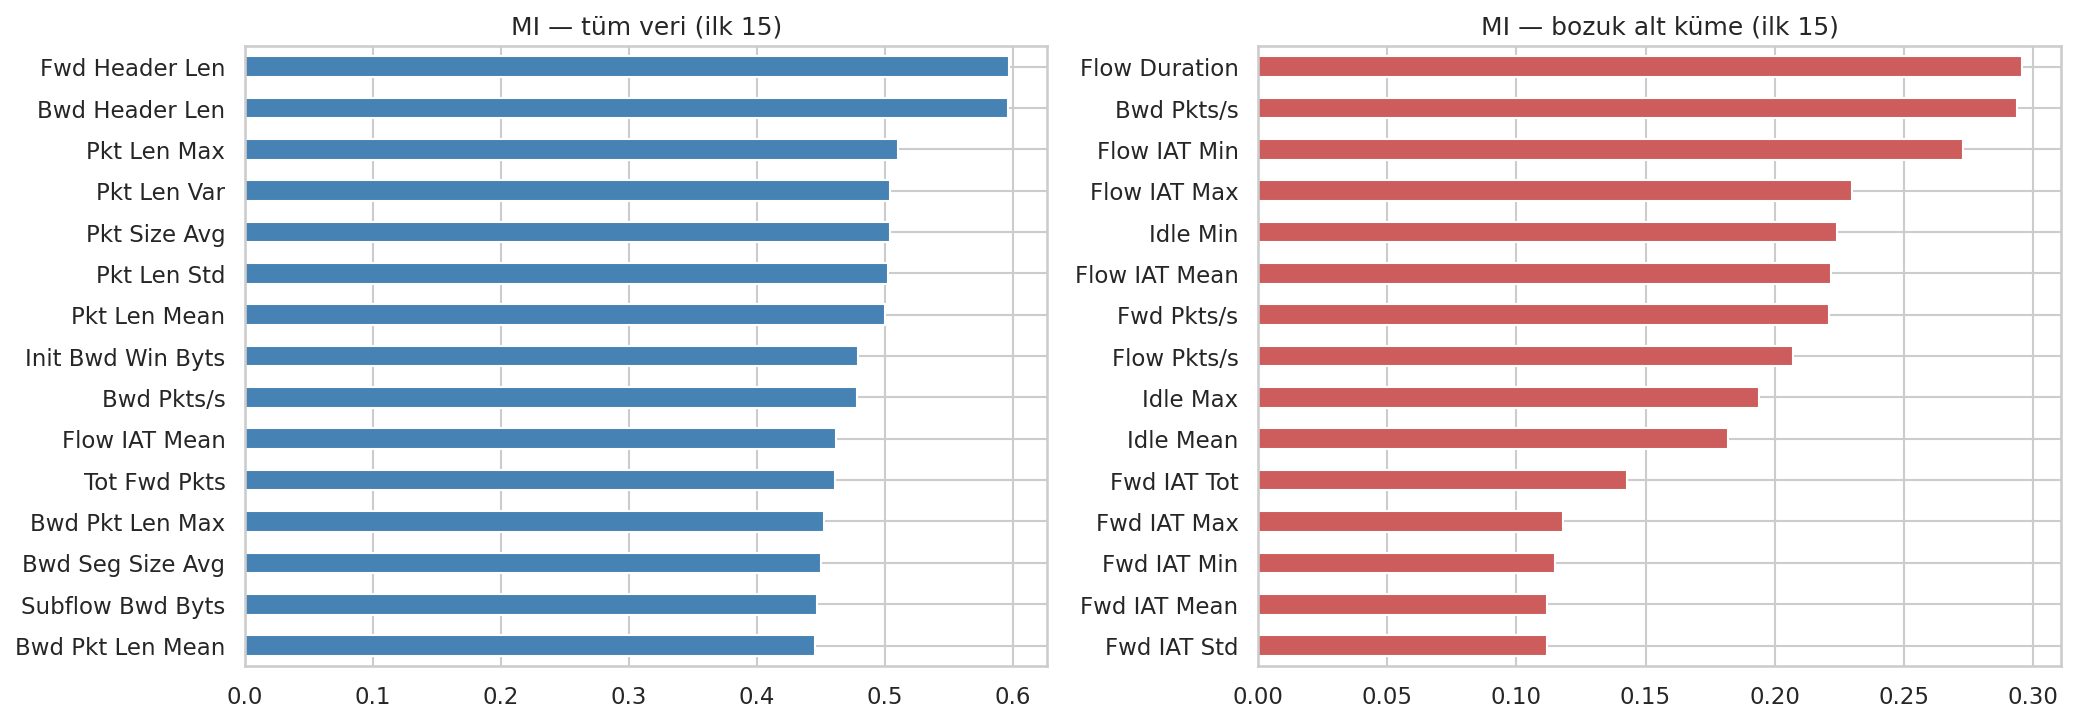 MI — tüm veri (ilk 15)
Fwd Header Len
Bwd Header Len
Pkt Len Max
Pkt Len Var
Pkt Size Avg
Pkt Len Std
Pkt Len Mean
Init Bwd Win Byts
Bwd Pkts/s
Flow IAT Mean
Tot Fwd Pkts
Bwd Pkt Len Max
Bwd Seg Size Avg
Subflow Bwd Byts
Bwd Pkt Len Mean
0.0 0.1 0.2 0.3 0.4 0.5 0.6
MI — bozuk alt küme (ilk 15)
Flow Duration
Bwd Pkts/s
Flow IAT Min
Flow IAT Max
Idle Min
Flow IAT Mean
Fwd Pkts/s
Flow Pkts/s
Idle Max
Idle Mean
Fwd IAT Tot
Fwd IAT Max
Fwd IAT Min
Fwd IAT Mean
Fwd IAT Std
0.00 0.05 0.10 0.15 0.20 0.25 0.30